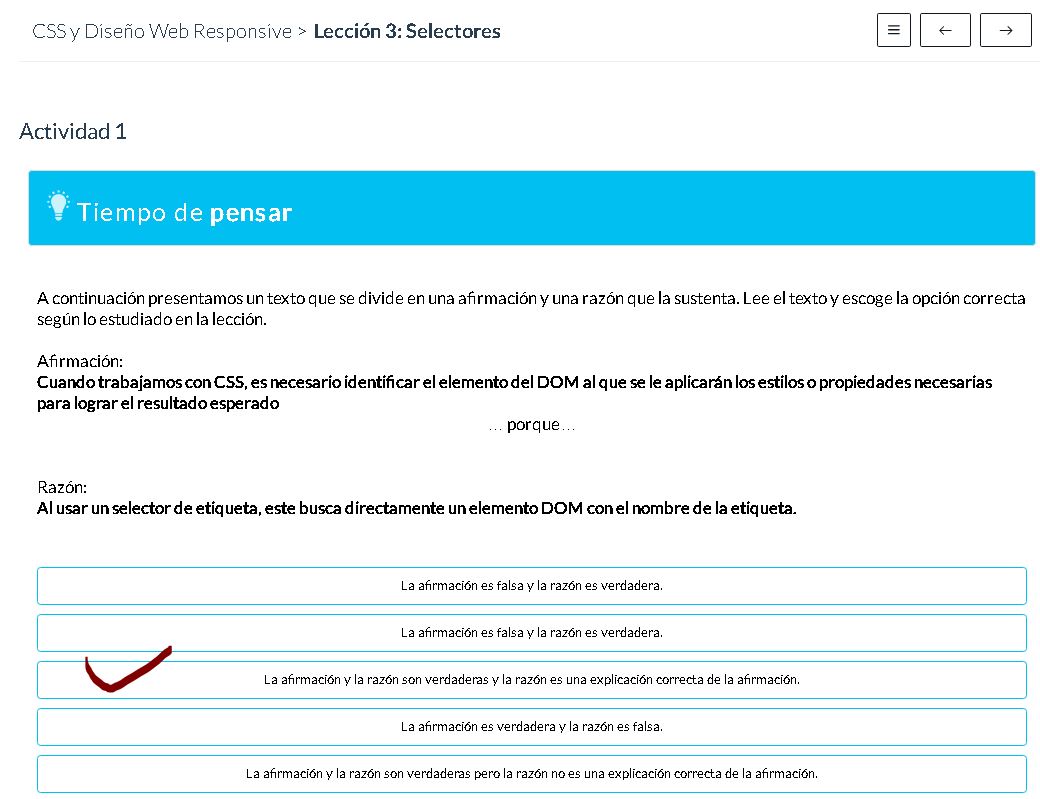 CSS y Diseño Web Responsive > Lección 3: Selectores
Actividad 1
Tiempo de pensar
A continuación presentamos un texto que se divide en una afirmación y una razón que la sustenta. Lee el texto y escoge la opción correcta
según lo estudiado en la lección.
Afirmación:
Cuando trabajamos con CSS, es necesario identificar el elemento del DOM al que se le aplicarán los estilos o propiedades necesarias
para lograr el resultado esperado
... porque...
Razón:
Al usar un selector de etiqueta, este busca directamente un elemento DOM con el nombre de la etiqueta.
La afirmación es falsa y la razón es verdadera.
La afirmación es falsa y la razón es verdadera.
La afirmación y la razón son verdaderas y la razón es una explicación correcta de la afirmación.
La afirmación es verdadera y la razón es falsa.
La afirmación y la razón son verdaderas pero la razón no es una explicación correcta de la afirmación.